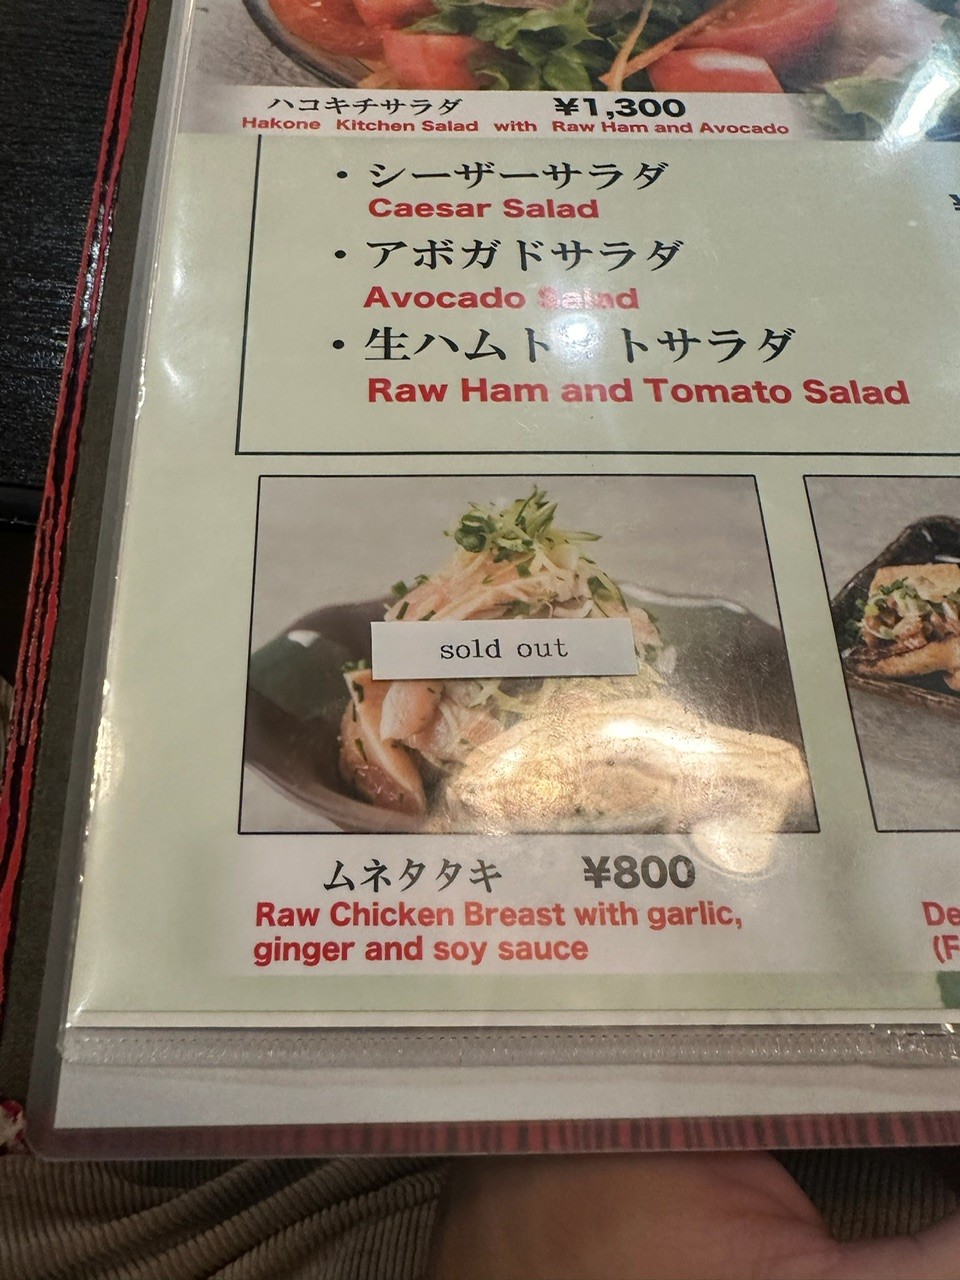 ハコキチサラダ ¥1,300
Hakone Kitchen Salad with Raw Ham and Avocado
・シーザーサラダ ¥
Caesar Salad
・アボガドサラダ
Avocado Salad
・生ハムト トサラダ
Raw Ham and Tomato Salad
sold out
ムネタタキ ¥800
Raw Chicken Breast with garlic,
ginger and soy sauce
De
(F